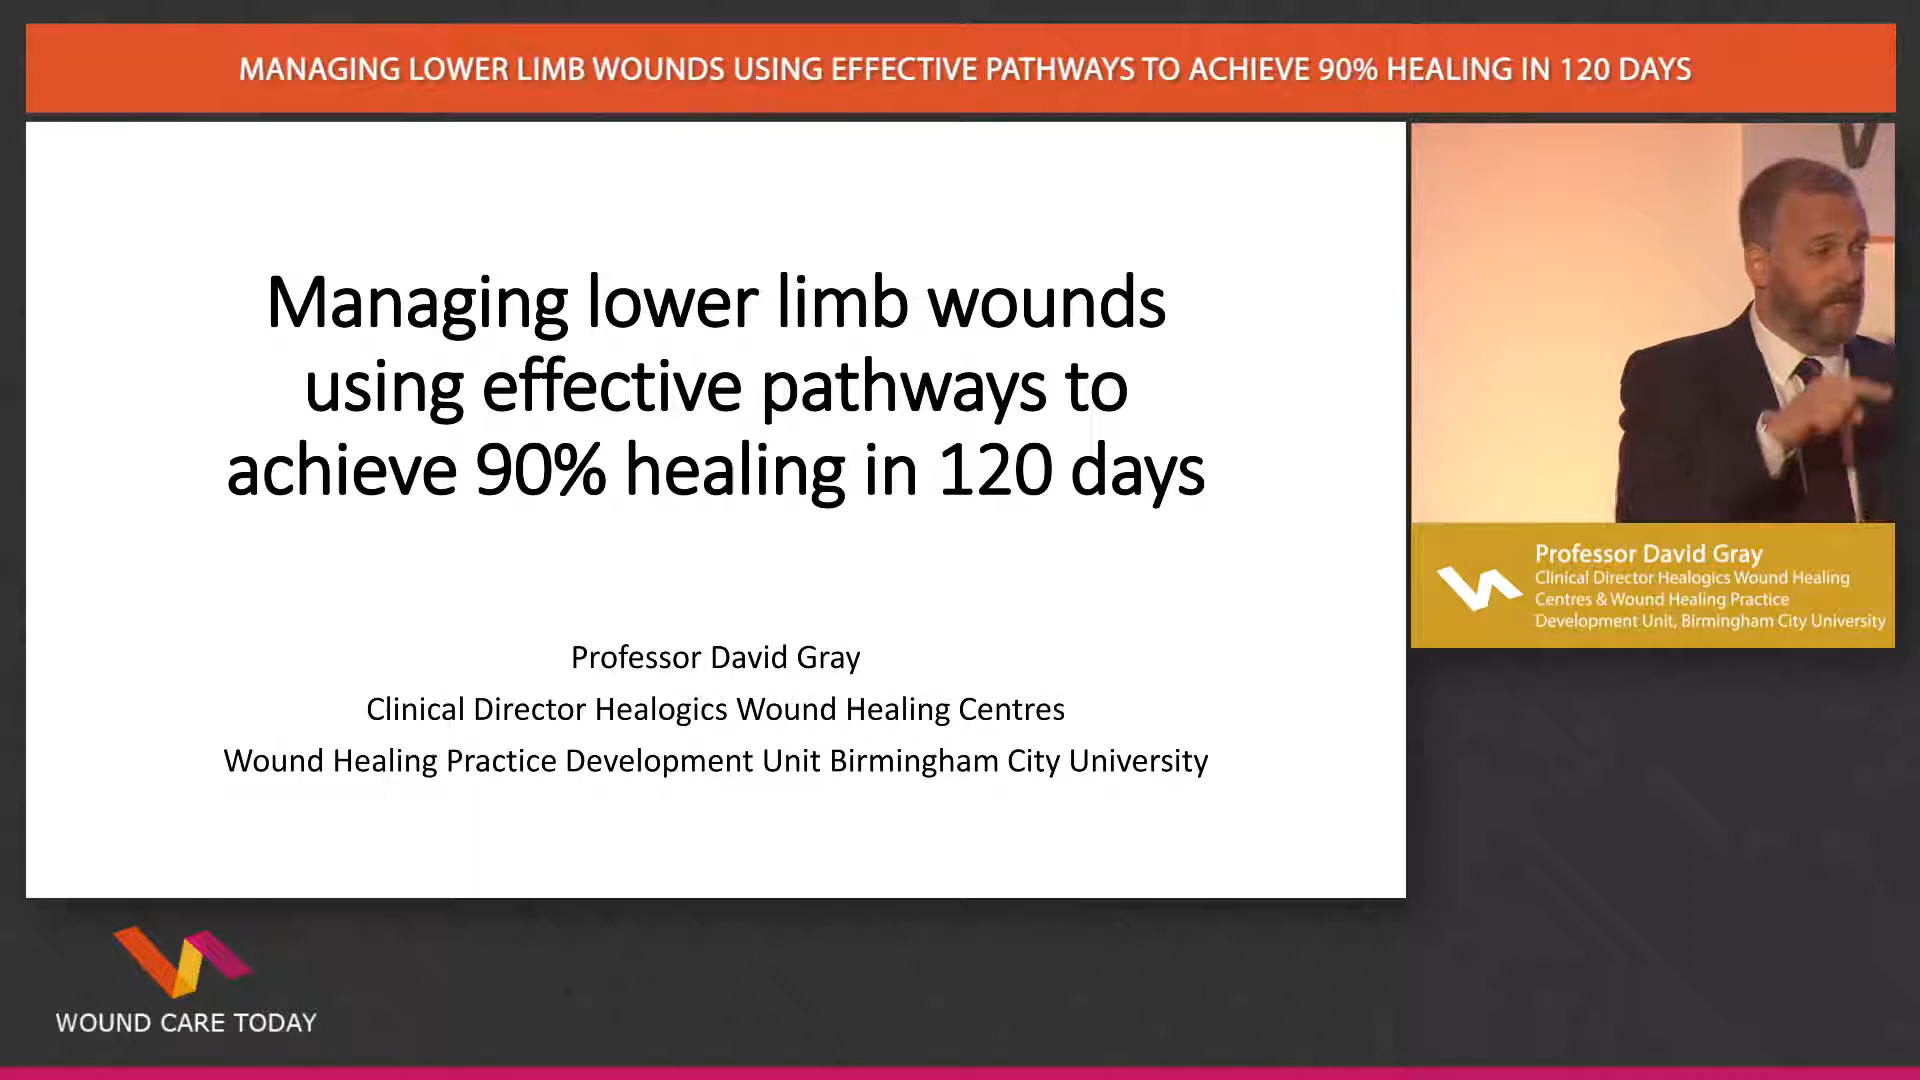 MANAGING LOWER LIMB WOUNDS USING EFFECTIVE PATHWAYS TO ACHIEVE 90% HEALING IN 120 DAYS
Managing lower limb wounds
using effective pathways to
achieve 90% healing in 120 days
Professor David Gray
Clinical Director Healogics Wound Healing Centres
Wound Healing Practice Development Unit Birmingham City University
Professor David Gray
Clinical Director Healogics Wound Healing
Centres & Wound Healing Practice
Development Unit, Birmingham City University
WOUND CARE TODAY